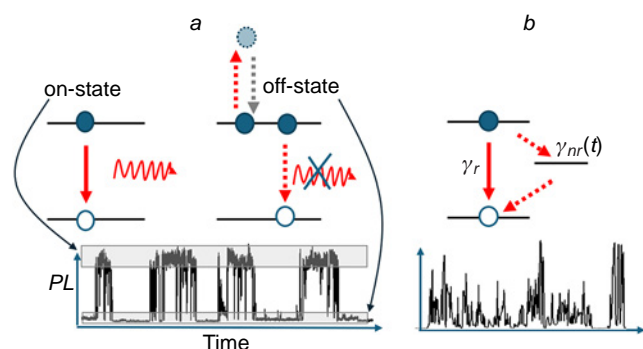 a
b
on-state
off-state
γr
γnr(t)
PL
Time